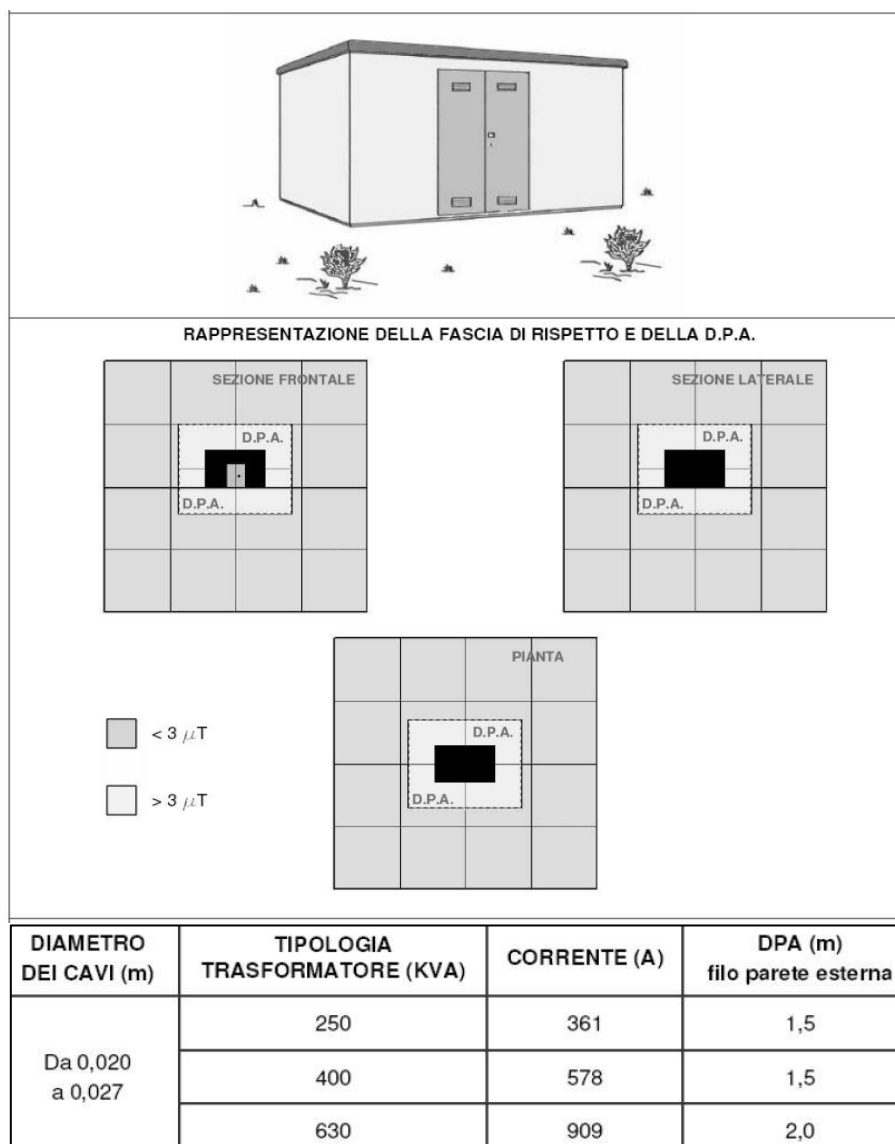 RAPPRESENTAZIONE DELLA FASCIA DI RISPETTO E DELLA D.P.A.
SEZIONE FRONTALE
D.P.A.
D.P.A.
SEZIONE LATERALE
D.P.A.
D.P.A.
PIANTA
D.P.A.
D.P.A.
< 3 μT
> 3 μT
DIAMETRO
DEI CAVI (m)
TIPOLOGIA
TRASFORMATORE (KVA)
CORRENTE (A)
DPA (m)
filo parete esterna
Da 0,020
a 0,027
250
361
1,5
400
578
1,5
630
909
2,0